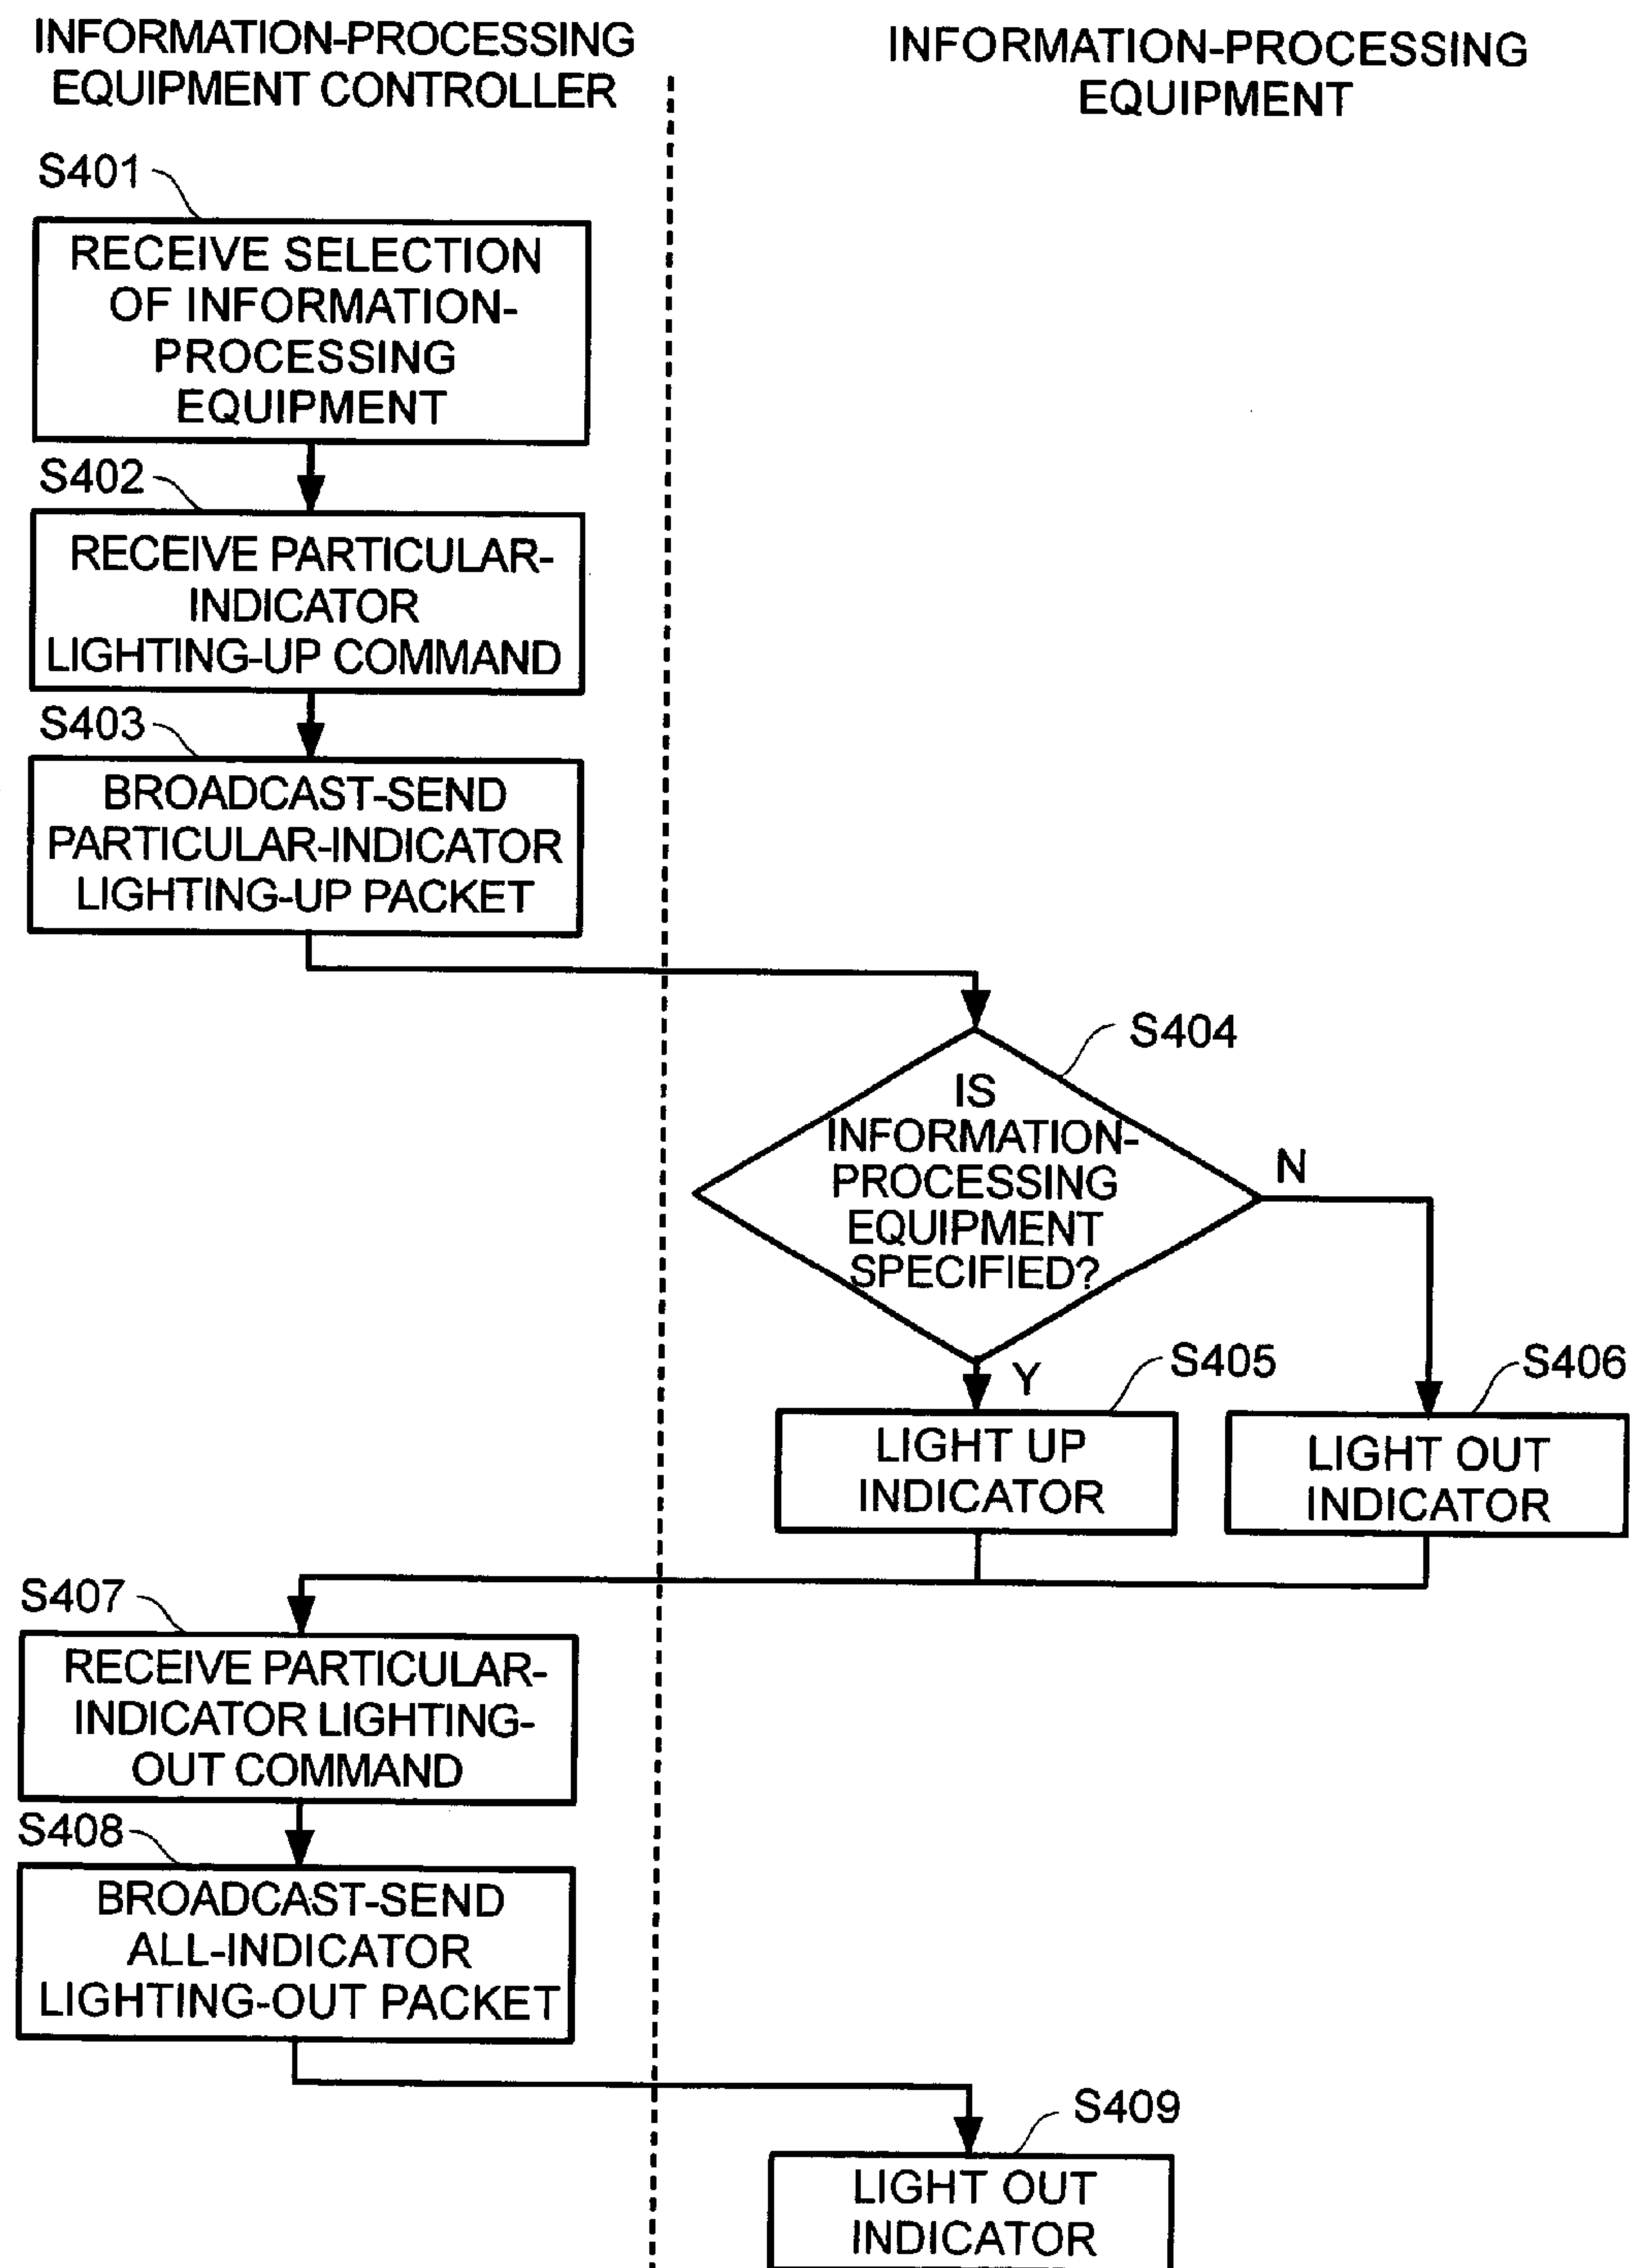 INFORMATION-PROCESSING
EQUIPMENT CONTROLLER
INFORMATION-PROCESSING
EQUIPMENT
S401
RECEIVE SELECTION
OF INFORMATION-
PROCESSING
EQUIPMENT
S402
RECEIVE PARTICULAR-
INDICATOR
LIGHTING-UP COMMAND
S403
BROADCAST-SEND
PARTICULAR-INDICATOR
LIGHTING-UP PACKET
S404
IS
INFORMATION-
PROCESSING
EQUIPMENT
SPECIFIED?
N
Y
S405
LIGHT UP
INDICATOR
S406
LIGHT OUT
INDICATOR
S407
RECEIVE PARTICULAR-
INDICATOR LIGHTING-
OUT COMMAND
S408
BROADCAST-SEND
ALL-INDICATOR
LIGHTING-OUT PACKET
S409
LIGHT OUT
INDICATOR